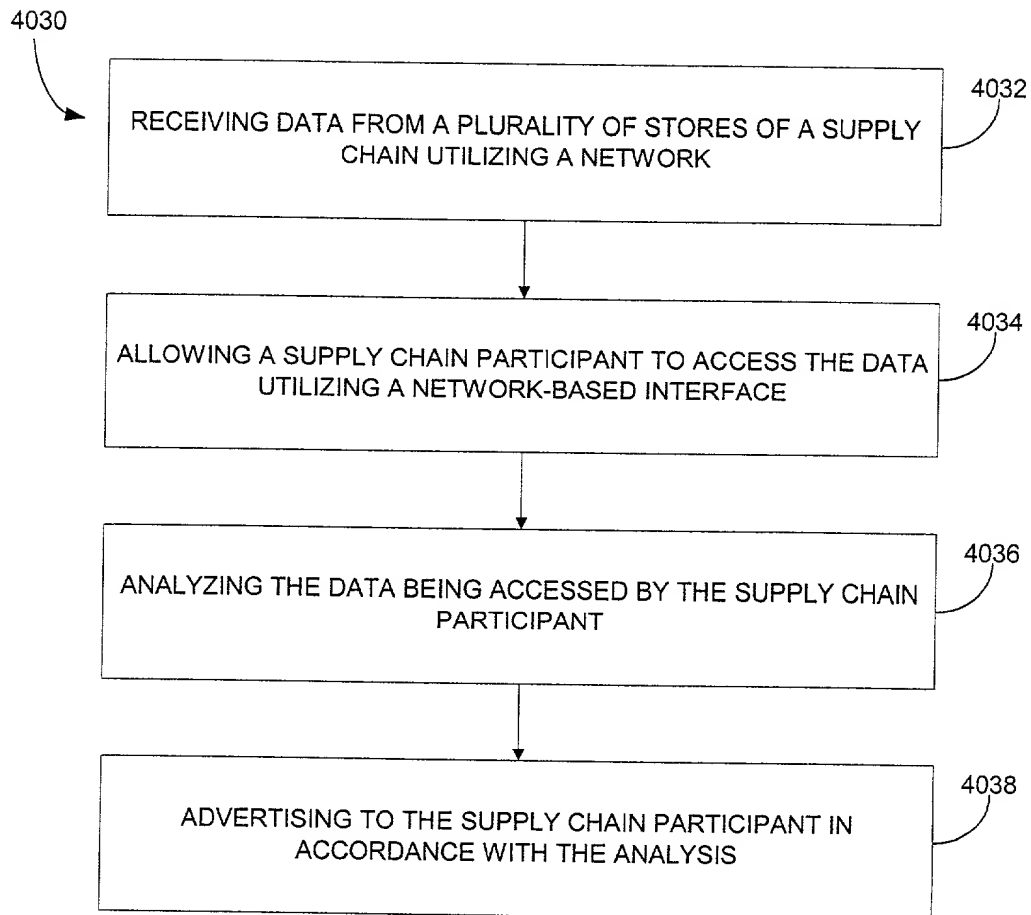 4030
4032
RECEIVING DATA FROM A PLURALITY OF STORES OF A SUPPLY
CHAIN UTILIZING A NETWORK
4034
ALLOWING A SUPPLY CHAIN PARTICIPANT TO ACCESS THE DATA
UTILIZING A NETWORK-BASED INTERFACE
4036
ANALYZING THE DATA BEING ACCESSED BY THE SUPPLY CHAIN
PARTICIPANT
4038
ADVERTISING TO THE SUPPLY CHAIN PARTICIPANT IN
ACCORDANCE WITH THE ANALYSIS